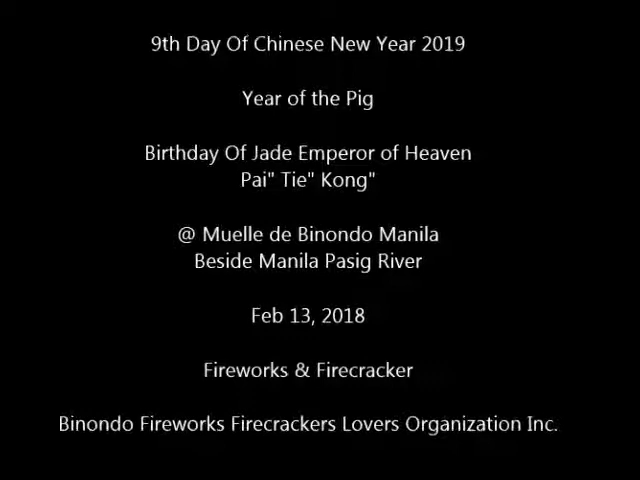 9th Day Of Chinese New Year 2019
Year of the Pig
Birthday Of Jade Emperor of Heaven
Pai" Tie" Kong"
@ Muelle de Binondo Manila
Beside Manila Pasig River
Feb 13, 2018
Fireworks & Firecracker
Binondo Fireworks Firecrackers Lovers Organization Inc.